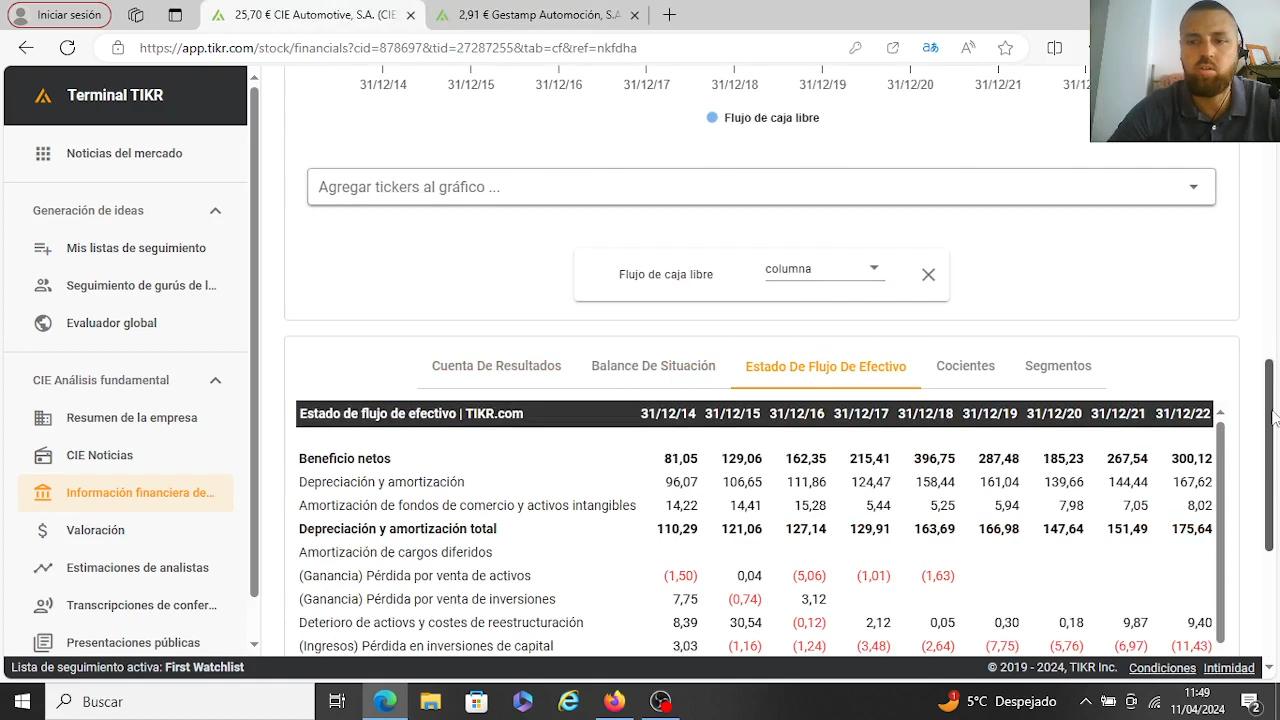 Iniciar sesión
25,70 € CIE Automotive, S.A. (CIE
2,91 € Gestamp Automoción, S.A
https://app.tikr.com/stock/financials?cid=878697&tid=27287255&tab=cf&ref=nkfdha
Terminal TIKR
Noticias del mercado
Generación de ideas
Mis listas de seguimiento
Seguimiento de gurús de l...
Evaluador global
CIE Análisis fundamental
Resumen de la empresa
CIE Noticias
Información financiera de...
Valoración
Estimaciones de analistas
Transcripciones de confer...
Presentaciones públicas
31/12/14 31/12/15 31/12/16 31/12/17 31/12/18 31/12/19 31/12/20 31/12/21 31/12
Flujo de caja libre
Agregar tickers al gráfico ...
Flujo de caja libre columna
Cuenta De Resultados Balance De Situación Estado De Flujo De Efectivo Cocientes Segmentos
Estado de flujo de efectivo | TIKR.com 31/12/14 31/12/15 31/12/16 31/12/17 31/12/18 31/12/19 31/12/20 31/12/21 31/12/22
Beneficio netos 81,05 129,06 162,35 215,41 396,75 287,48 185,23 267,54 300,12
Depreciación y amortización 96,07 106,65 111,86 124,47 158,44 161,04 139,66 144,44 167,62
Amortización de fondos de comercio y activos intangibles 14,22 14,41 15,28 5,44 5,25 5,94 7,98 7,05 8,02
Depreciación y amortización total 110,29 121,06 127,14 129,91 163,69 166,98 147,64 151,49 175,64
Amortización de cargos diferidos
(Ganancia) Pérdida por venta de activos (1,50) 0,04 (5,06) (1,01) (1,63)
(Ganancia) Pérdida por venta de inversiones 7,75 (0,74) 3,12
Deterioro de actiovs y costes de reestructuración 8,39 30,54 (0,12) 2,12 0,05 0,30 0,18 9,87 9,40
(Ingresos) Pérdida en inversiones de capital 3,03 (1,16) (1,24) (3,48) (2,64) (7,75) (5,76) (6,97) (11,43)
Lista de seguimiento activa: First Watchlist © 2019 - 2024, TIKR Inc. Condiciones Intimidad
Buscar
1 5°C Despejado
11:49
11/04/2024
2